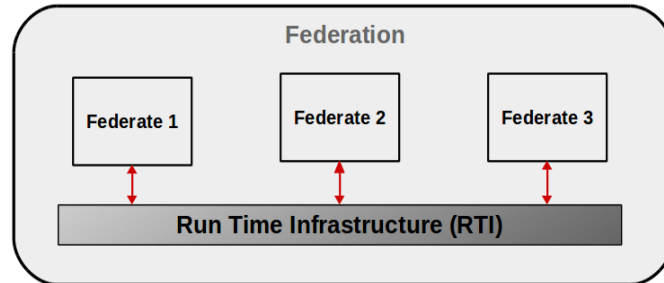 Federation
Federate 1
Federate 2
Federate 3
Run Time Infrastructure (RTI)